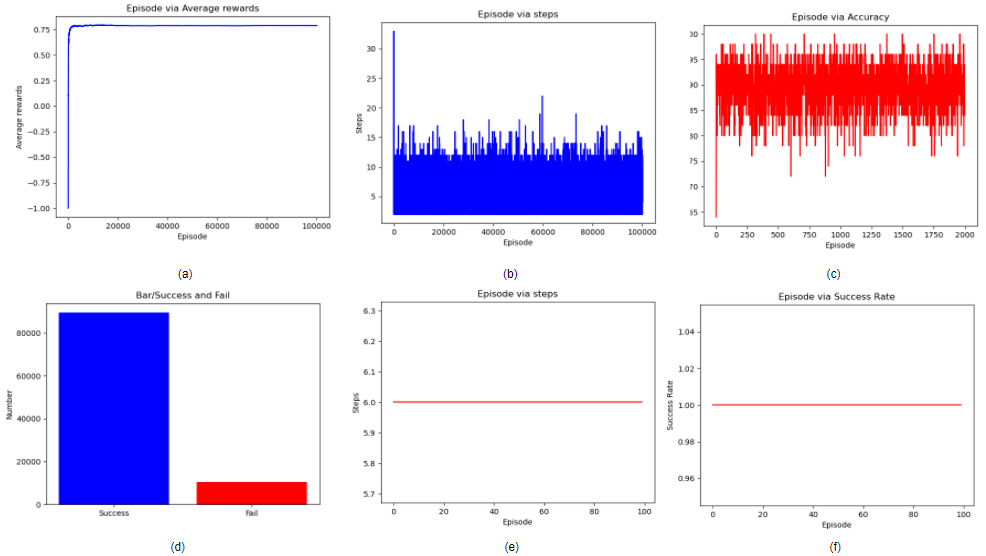 Episode via Average rewards
Average rewards
0.75
0.50
0.25
0.00
−0.25
−0.50
−0.75
−1.00
0 20000 40000 60000 80000 100000
Episode
(a)
Episode via steps
Steps
30
25
20
15
10
5
0 20000 40000 60000 80000 100000
Episode
(b)
Episode via Accuracy
0 250 500 750 1000 1250 1500 1750 2000
Episode
(c)
Bar/Success and Fail
Number
80000
60000
40000
20000
0
Success Fail
(d)
Episode via steps
Steps
6.3
6.2
6.1
6.0
5.9
5.8
5.7
0 20 40 60 80 100
Episode
(e)
Episode via Success Rate
Success Rate
1.04
1.02
1.00
0.98
0.96
0 20 40 60 80 100
Episode
(f)